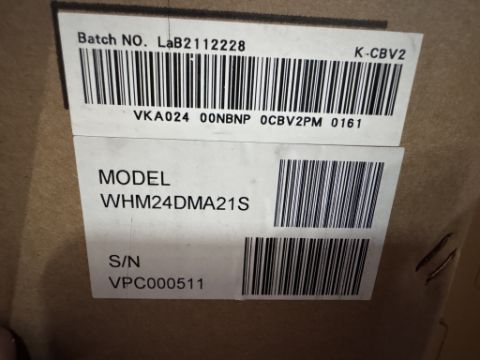 Batch NO. LaB2112228 K-CBV2
VKA024 00NBNP 0CBV2PM 0161
MODEL
WHM24DMA21S
S/N
VPC000511